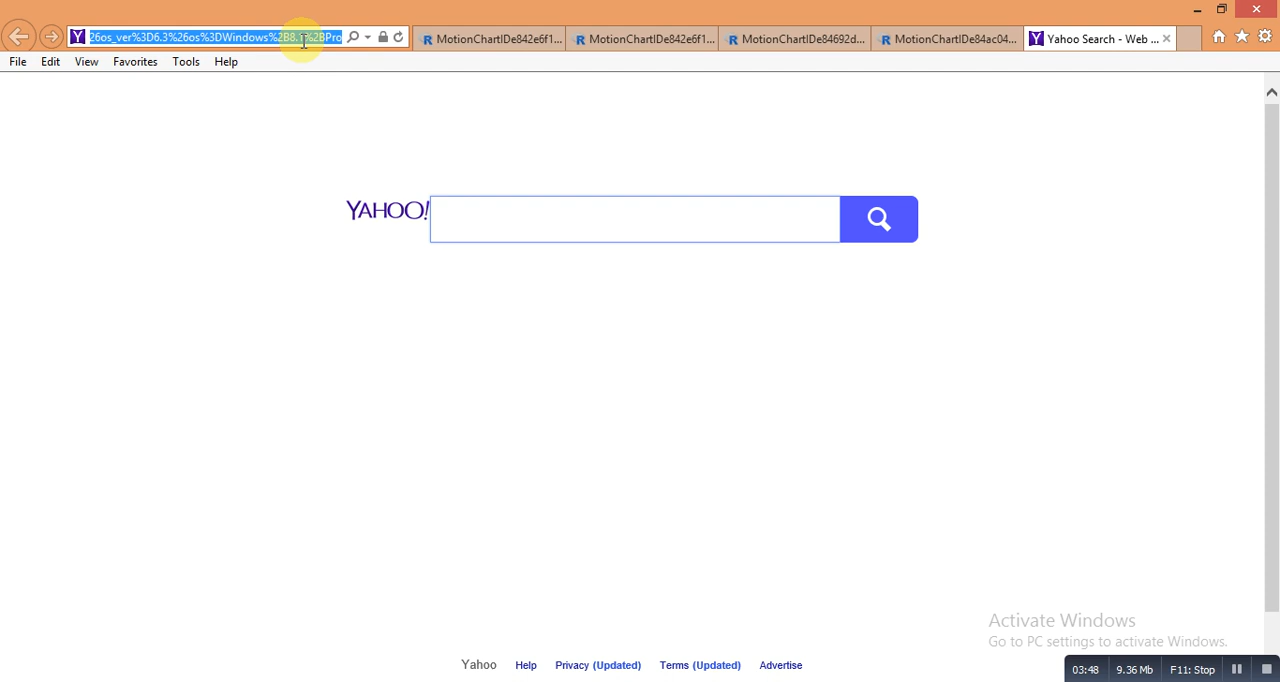 Y 26os_ver%3D6.3%26os%3DWindows%2B8.1%2BPro
MotionChartIDe842e6f1...
MotionChartIDe842e6f1...
MotionChartIDe84692d...
MotionChartIDe84ac04...
Yahoo Search - Web ...
File Edit View Favorites Tools Help
YAHOO!
Activate Windows
Go to PC settings to activate Windows.
Yahoo Help Privacy (Updated) Terms (Updated) Advertise
03:48 9.36 Mb F11: Stop